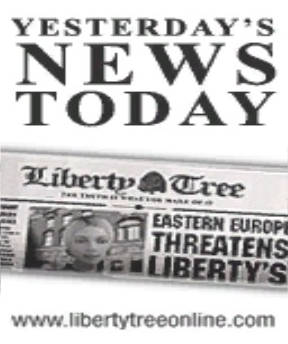 YESTERDAY'S
NEWS
TODAY
Liberty Tree
EASTERN EUROPE
THREATENS
LIBERTY'S
www.libertytreeonline.com